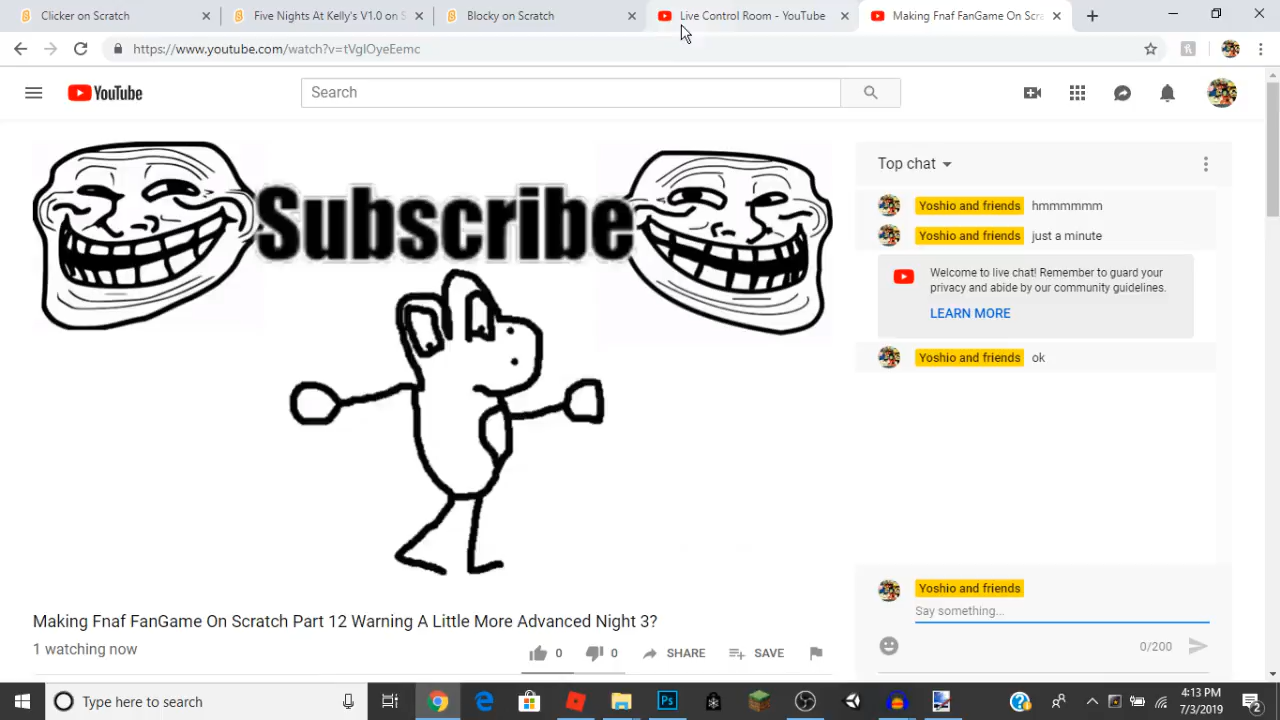 Clicker on Scratch
Five Nights At Kelly's V1.0 on S
Blocky on Scratch
Live Control Room - YouTube
Making Fnaf FanGame On Scra
https://www.youtube.com/watch?v=tVglOyeEemc
YouTube
Search
Subscribe
Top chat
Yoshio and friends hmmmmmm
Yoshio and friends just a minute
Welcome to live chat! Remember to guard your
privacy and abide by our community guidelines.
LEARN MORE
Yoshio and friends ok
Making Fnaf FanGame On Scratch Part 12 Warning A Little More Advanced Night 3?
1 watching now
0 0 SHARE SAVE
Yoshio and friends
Say something...
0/200
Type here to search
Ps
4:13 PM
7/3/2019
2